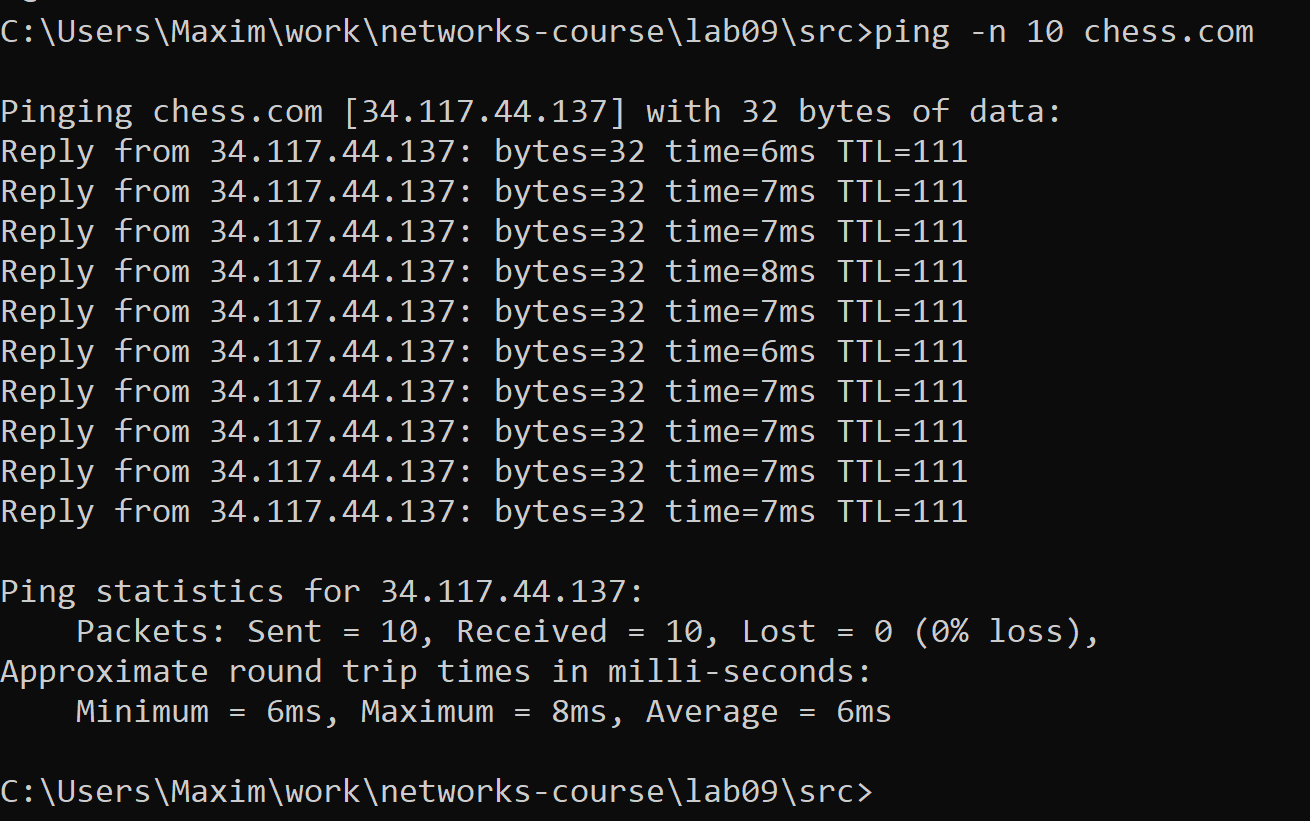 C:\Users\Maxim\work\networks-course\lab09\src>ping -n 10 chess.com
Pinging chess.com [34.117.44.137] with 32 bytes of data:
Reply from 34.117.44.137: bytes=32 time=6ms TTL=111
Reply from 34.117.44.137: bytes=32 time=7ms TTL=111
Reply from 34.117.44.137: bytes=32 time=7ms TTL=111
Reply from 34.117.44.137: bytes=32 time=8ms TTL=111
Reply from 34.117.44.137: bytes=32 time=7ms TTL=111
Reply from 34.117.44.137: bytes=32 time=6ms TTL=111
Reply from 34.117.44.137: bytes=32 time=7ms TTL=111
Reply from 34.117.44.137: bytes=32 time=7ms TTL=111
Reply from 34.117.44.137: bytes=32 time=7ms TTL=111
Reply from 34.117.44.137: bytes=32 time=7ms TTL=111
Ping statistics for 34.117.44.137:
    Packets: Sent = 10, Received = 10, Lost = 0 (0% loss),
Approximate round trip times in milli-seconds:
    Minimum = 6ms, Maximum = 8ms, Average = 6ms
C:\Users\Maxim\work\networks-course\lab09\src>